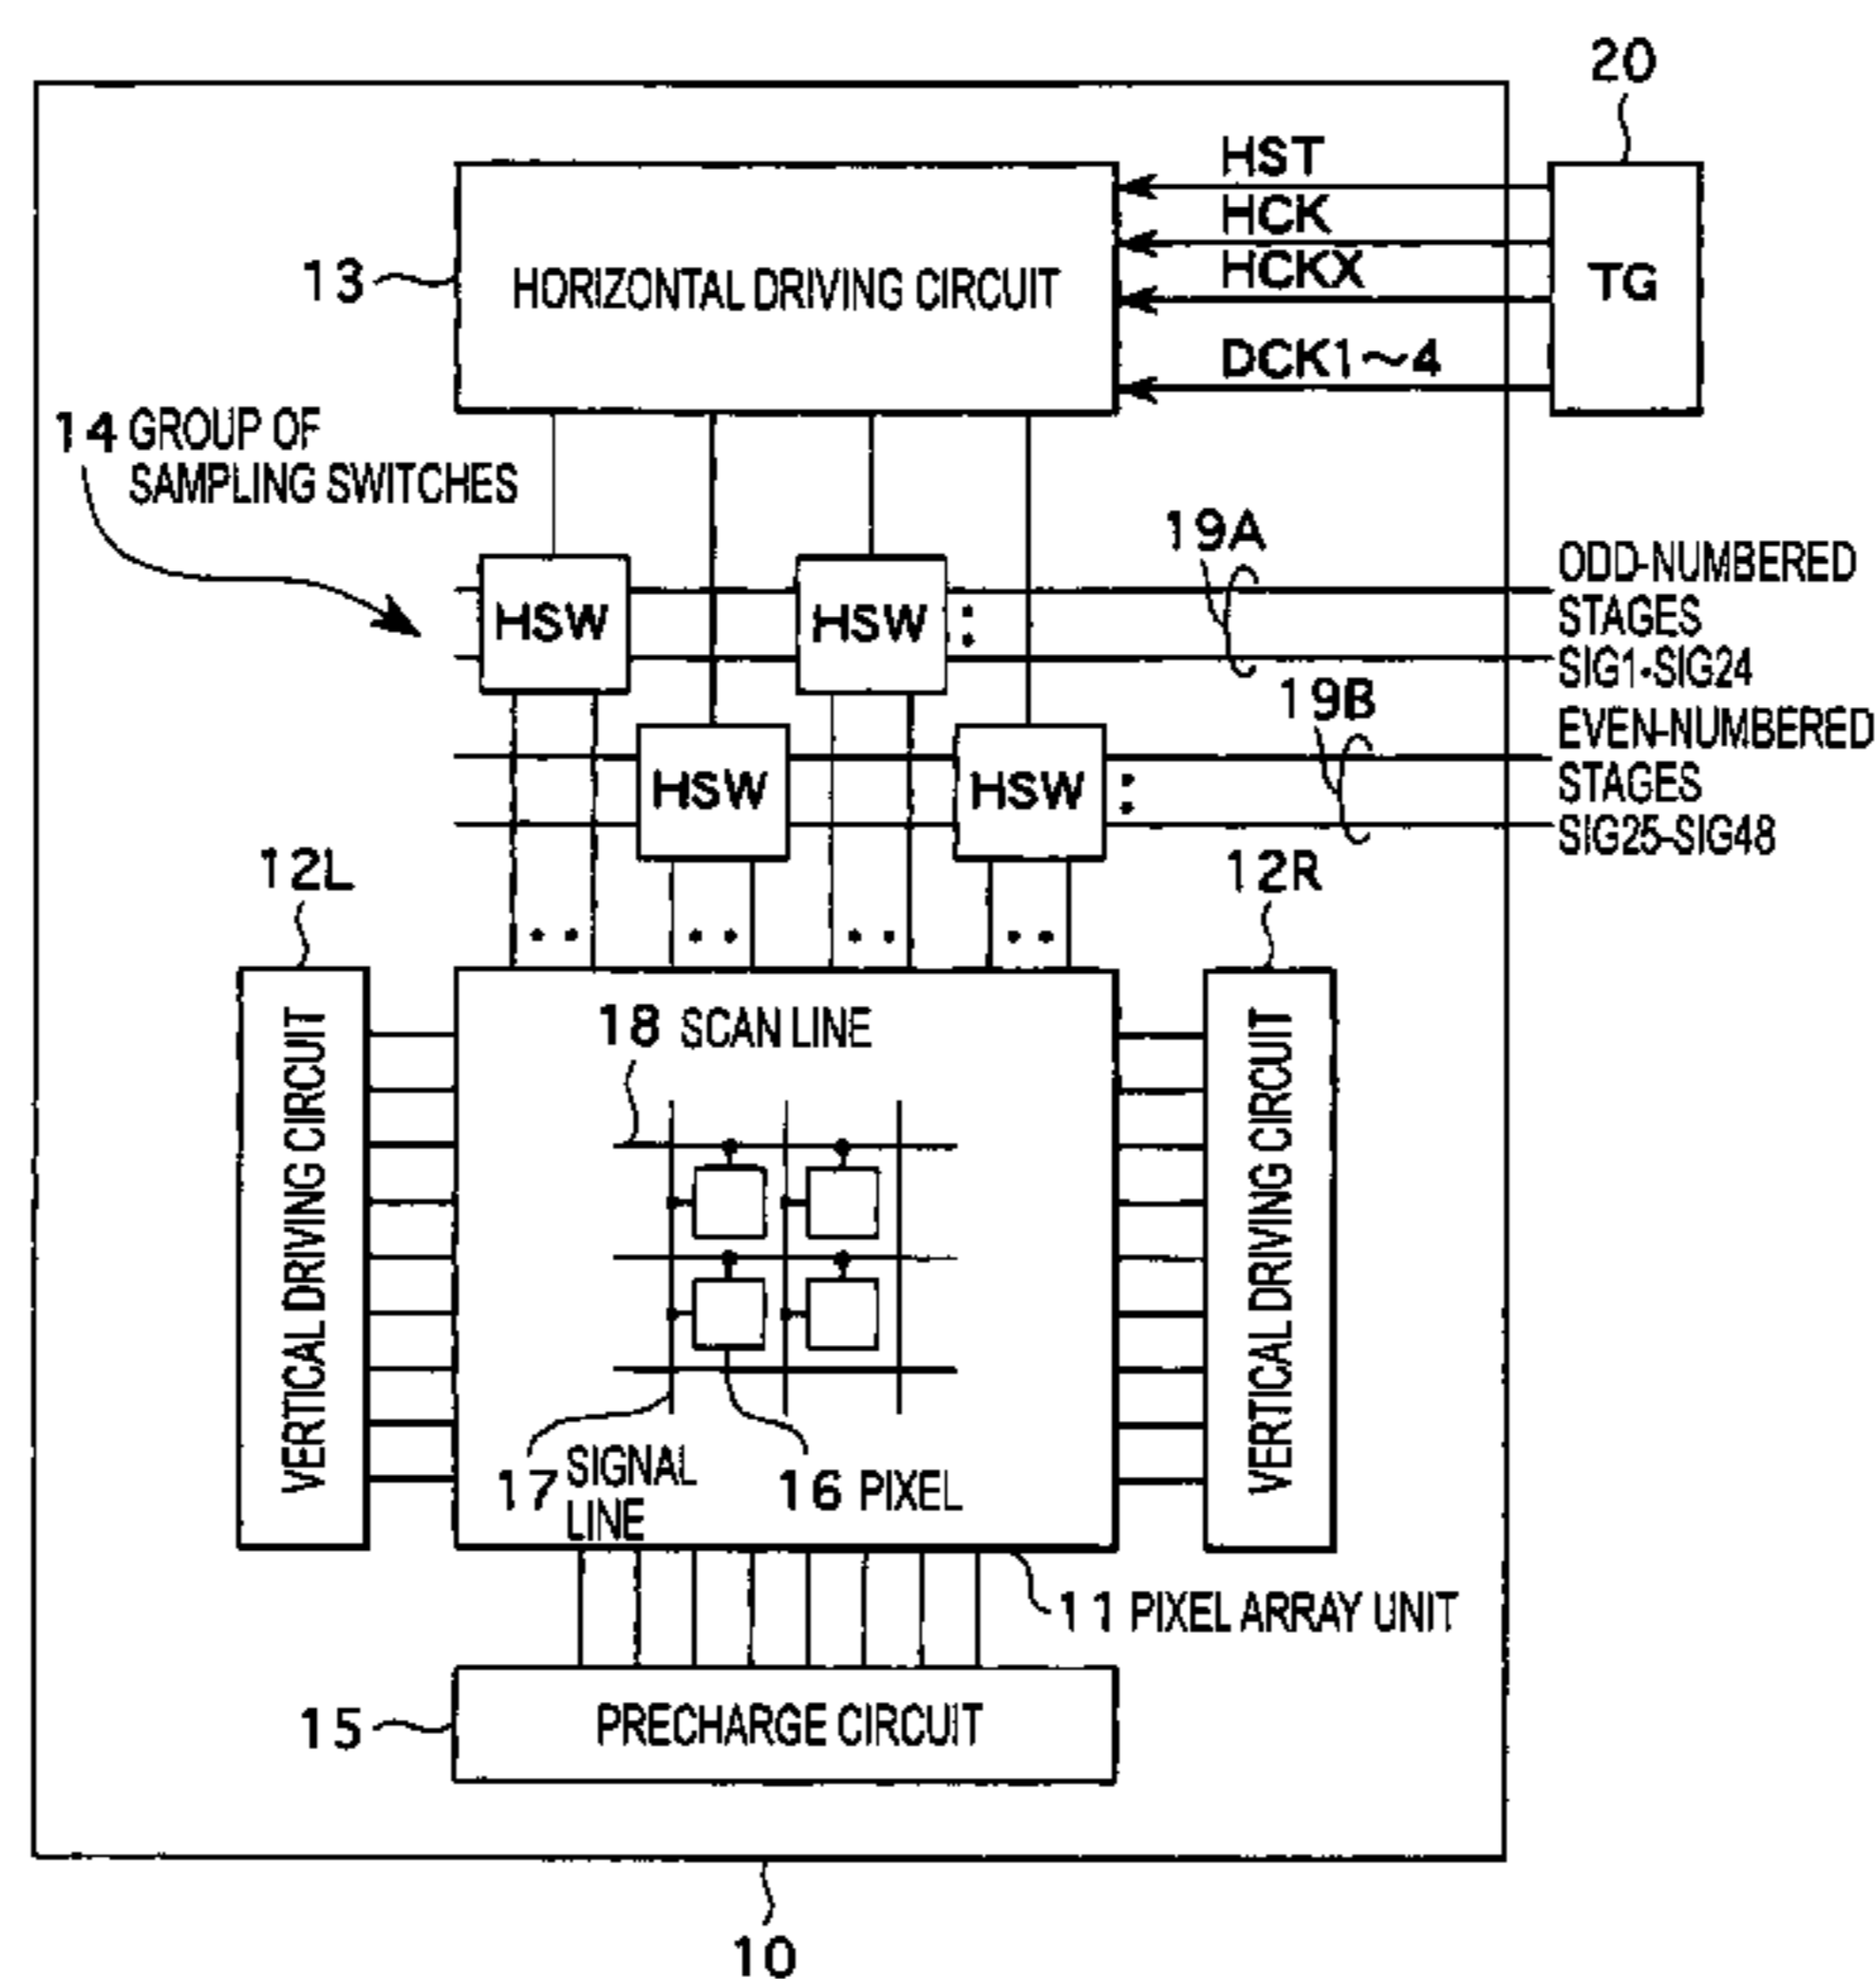 20
HST
HCK
HCKX
DCK1~4
TG
13
HORIZONTAL DRIVING CIRCUIT
14 GROUP OF
SAMPLING SWITCHES
19A
ODD-NUMBERED
STAGES
SIG1•SIG24
HSW
HSW
:
19B
EVEN-NUMBERED
STAGES
SIG25-SIG48
HSW
HSW
:
12L
12R
VERTICAL DRIVING CIRCUIT
18 SCAN LINE
VERTICAL DRIVING CIRCUIT
17 SIGNAL
LINE
16 PIXEL
11 PIXEL ARRAY UNIT
15
PRECHARGE CIRCUIT
10